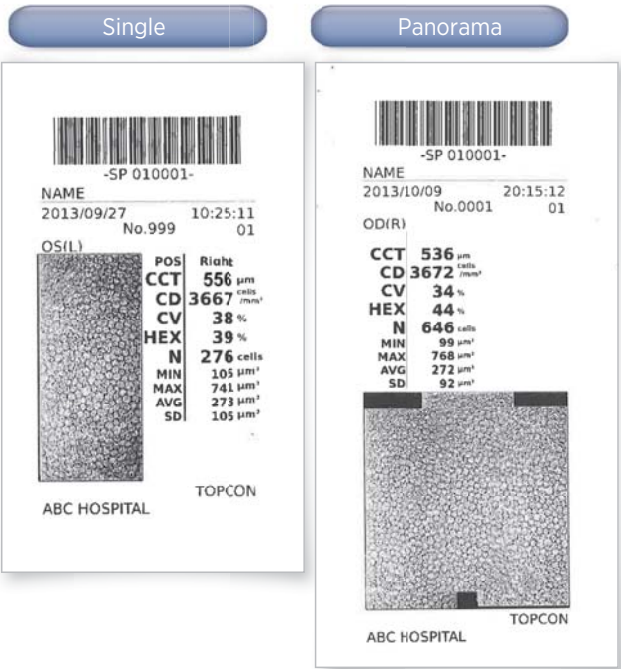 Single
-SP 010001-
NAME
2013/09/27 10:25:11
No.999 01
OS(L)
POS Right
CCT 556 µm
CD 3667 cells/mm²
CV 38 %
HEX 39 %
N 276 cells
MIN 105 µm²
MAX 741 µm²
AVG 273 µm²
SD 105 µm²
TOPCON
ABC HOSPITAL
Panorama
-SP 010001-
NAME
2013/10/09 20:15:12
No.0001 01
OD(R)
CCT 536 µm
CD 3672 cells/mm²
CV 34 %
HEX 44 %
N 646 cells
MIN 99 µm²
MAX 768 µm²
AVG 272 µm²
SD 92 µm²
TOPCON
ABC HOSPITAL